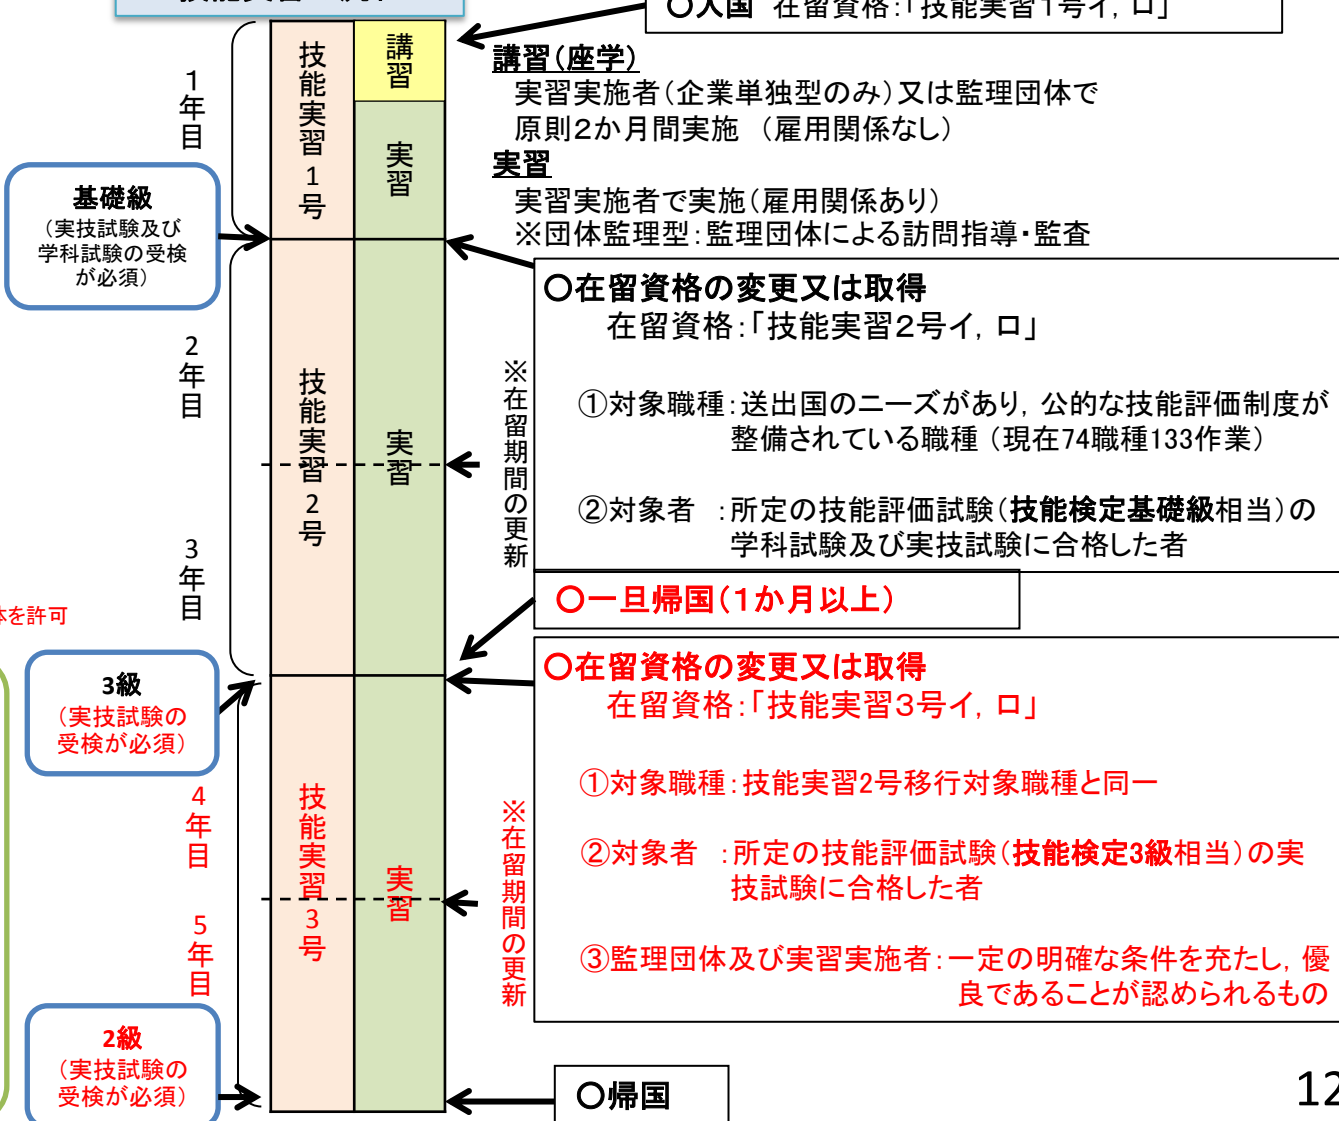 ○入国 在留資格：「技能実習1号イ, ロ」
1年目
技能実習1号
講習
実習
講習（座学）
実習実施者（企業単独型のみ）又は監理団体で
原則2か月間実施 （雇用関係なし）
実習
実習実施者で実施（雇用関係あり）
※団体監理型：監理団体による訪問指導・監査
基礎級
（実技試験及び
学科試験の受検
が必須）
○在留資格の変更又は取得
在留資格：「技能実習2号イ, ロ」
①対象職種：送出国のニーズがあり, 公的な技能評価制度が
整備されている職種（現在74職種133作業）
②対象者 ：所定の技能評価試験（技能検定基礎級相当）の
学科試験及び実技試験に合格した者
2年目
技能実習2号
実習
※在留期間の更新
3年目
○一旦帰国（1か月以上）
を許可
3級
（実技試験の
受検が必須）
○在留資格の変更又は取得
在留資格：「技能実習3号イ, ロ」
①対象職種：技能実習2号移行対象職種と同一
②対象者 ：所定の技能評価試験（技能検定3級相当）の実
技試験に合格した者
③監理団体及び実習実施者：一定の明確な条件を充たし, 優
良であることが認められるもの
4年目
技能実習3号
実習
※在留期間の更新
5年目
2級
（実技試験の
受検が必須）
○帰国
12